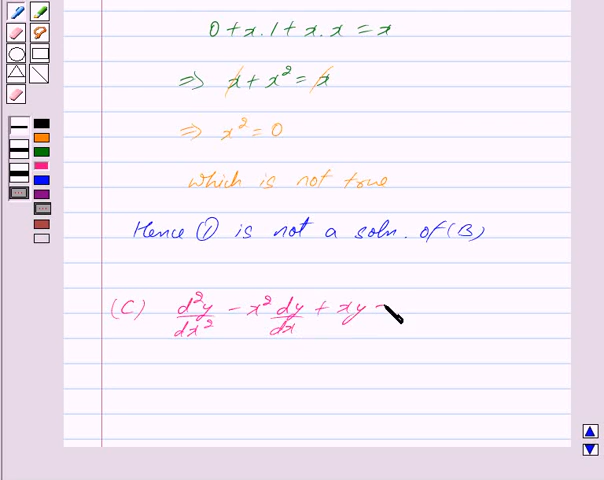 0 + x.1 + x.x = x
⇒ x + x² = x
⇒ x² = 0
which is not true
Hence ① is not a soln. of (B)
(C) d²y/dx² - x² dy/dx + xy -